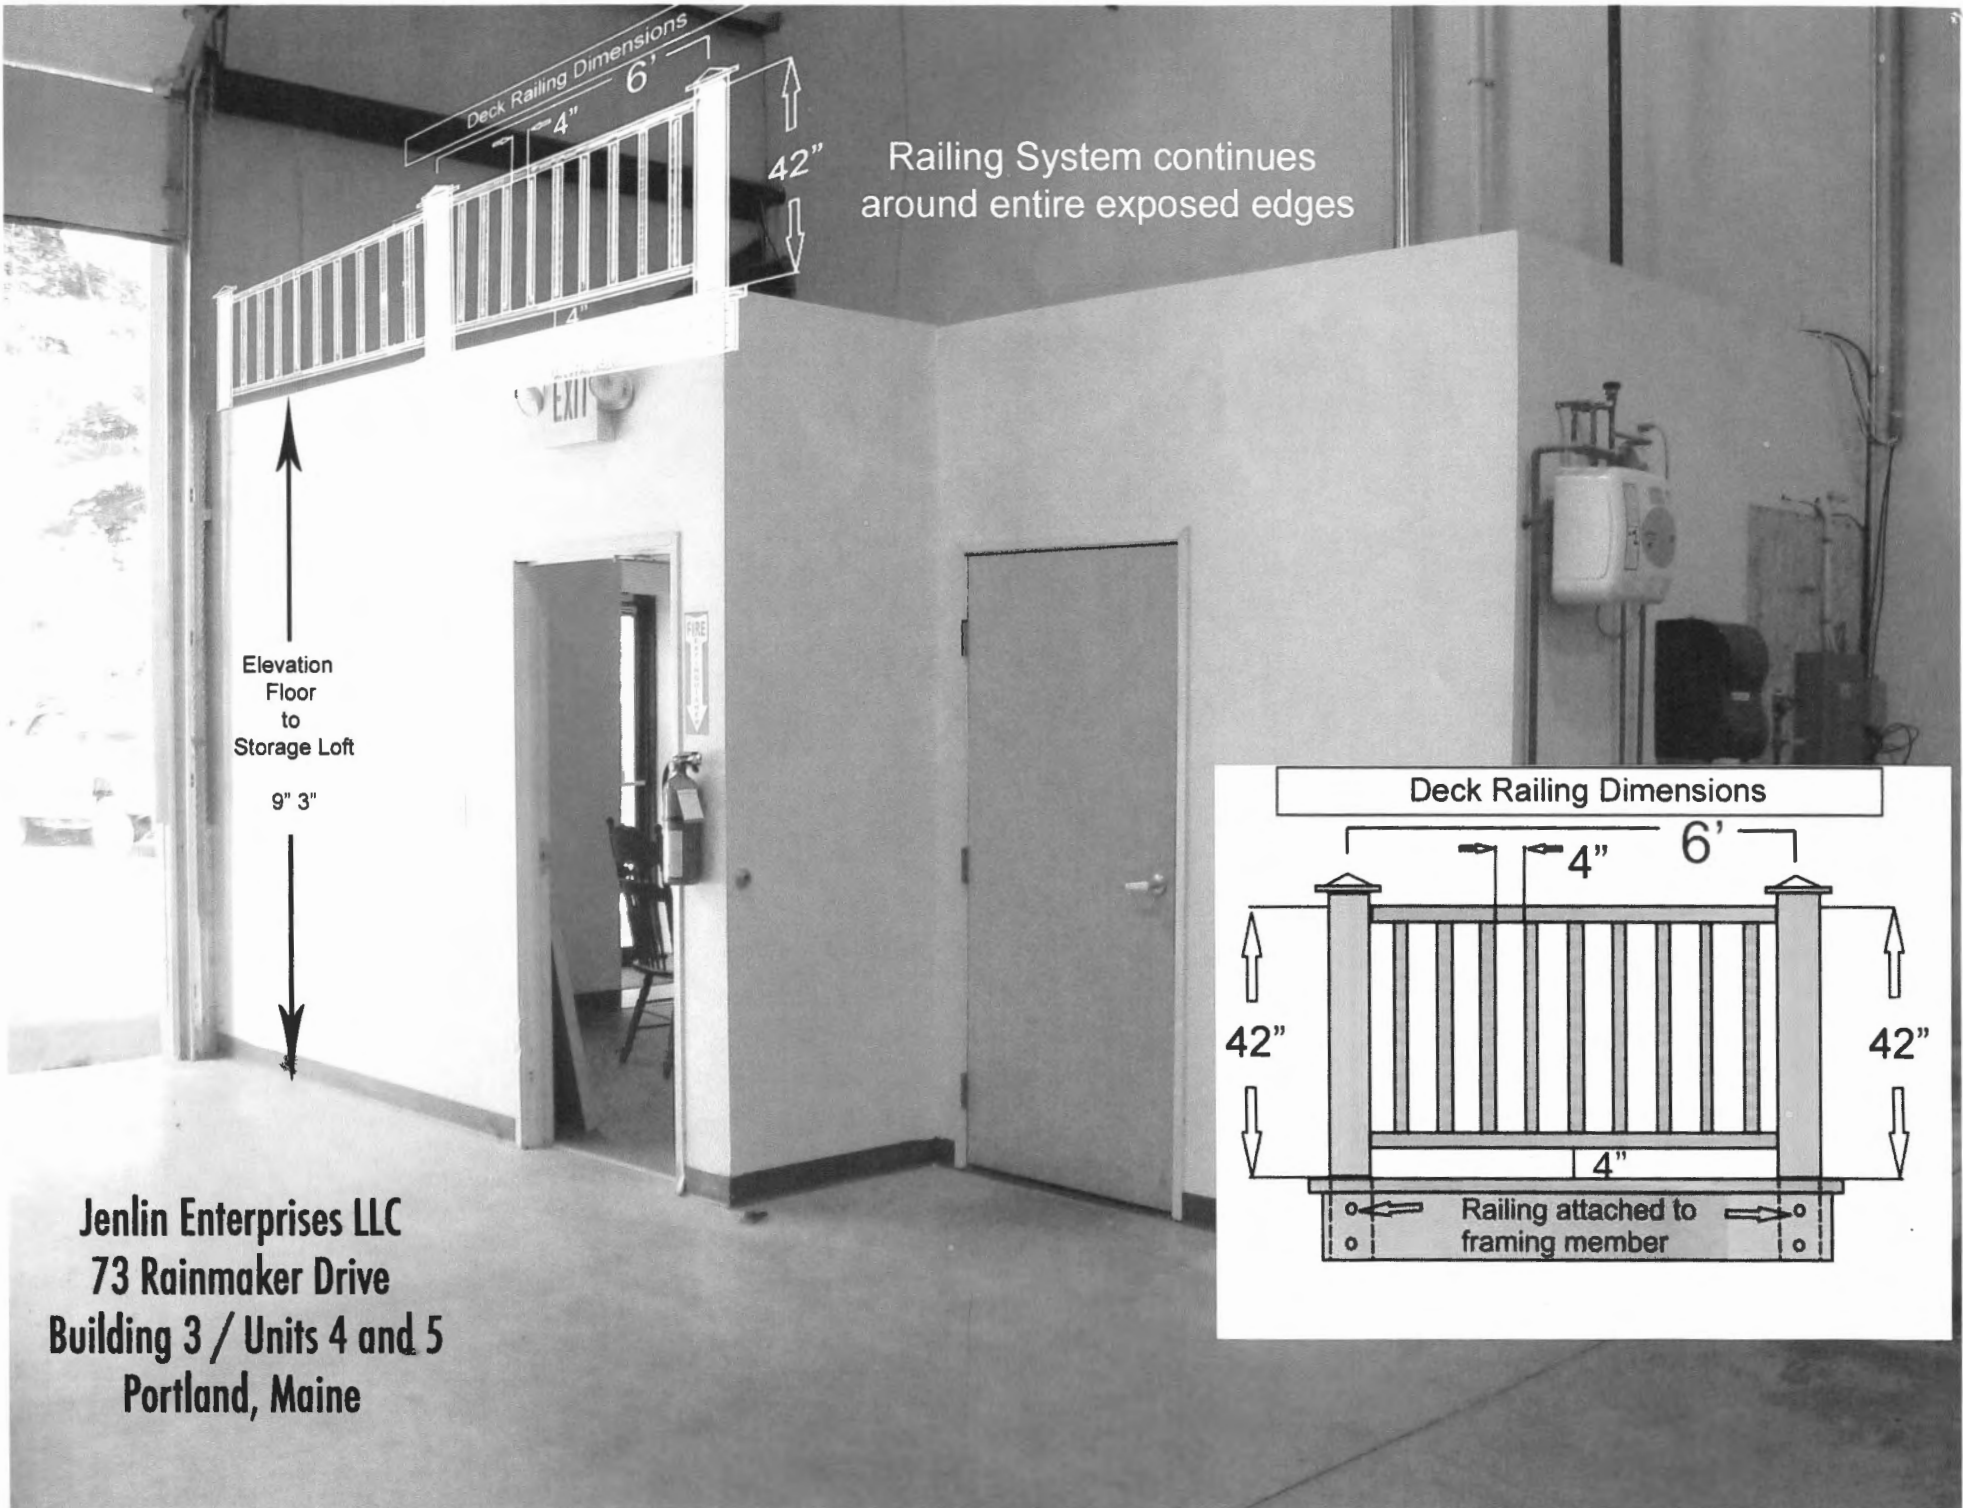 Deck Railing Dimensions
6'
4"
42"
Railing System continues
around entire exposed edges
4"
EXIT
FIRE
Elevation
Floor
to
Storage Loft
9" 3"
Deck Railing Dimensions
6'
4"
42"
42"
4"
Railing attached to
framing member
Jenlin Enterprises LLC
73 Rainmaker Drive
Building 3 / Units 4 and 5
Portland, Maine